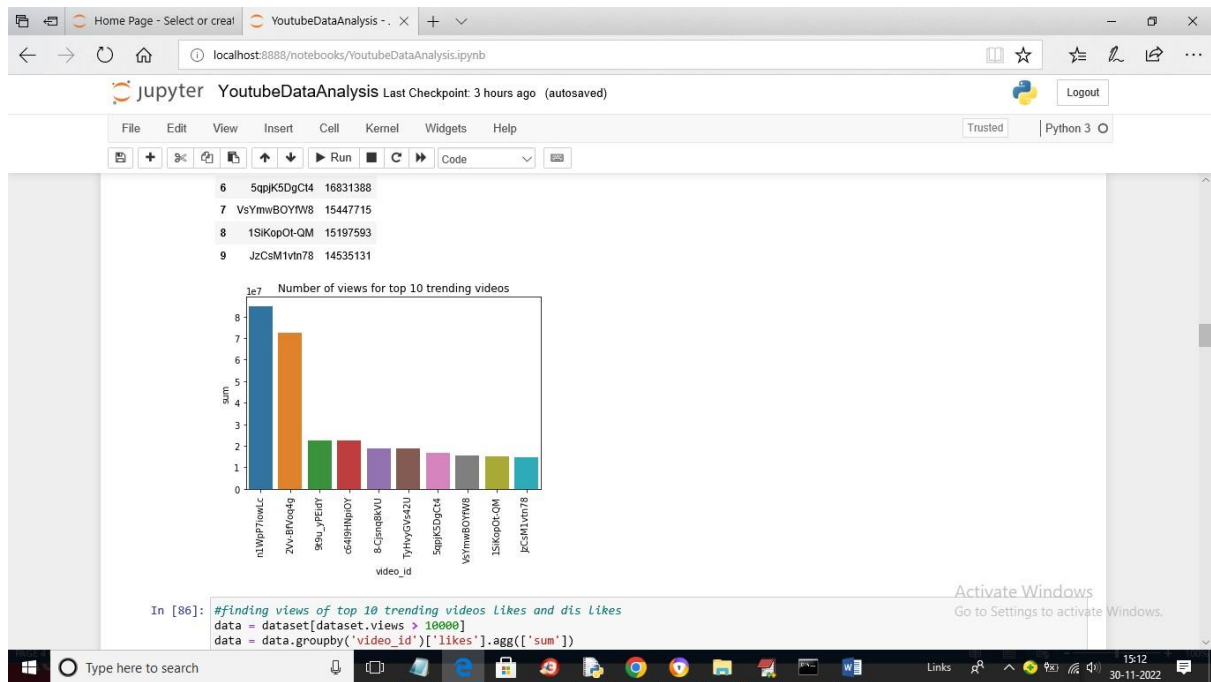 Home Page - Select or creat
YoutubeDataAnalysis - .
localhost:8888/notebooks/YoutubeDataAnalysis.ipynb
jupyter YoutubeDataAnalysis Last Checkpoint: 3 hours ago (autosaved)
Logout
File Edit View Insert Cell Kernel Widgets Help
Trusted Python 3
Run Code
6 5qpjK5DgCt4 16831388
7 VsYmwBOYfW8 15447715
8 1SiKopOt-QM 15197593
9 JzCsM1vtn78 14535131
1e7 Number of views for top 10 trending videos
8
7
6
5
4
3
2
1
0
sum
n1WpP7iowLc
2Vv-BfVoq4g
9t9u_yPEidY
c64I9HNpiOY
8-Cjsnq8kVU
TyHvyGVs42U
5qpjK5DgCt4
VsYmwBOYfW8
1SiKopOt-QM
JzCsM1vtn78
video_id
In [86]: #finding views of top 10 trending videos likes and dis likes
data = dataset[dataset.views > 10000]
data = data.groupby('video_id')['likes'].agg(['sum'])
Activate Windows
Go to Settings to activate Windows.
Type here to search
Links
15:12
30-11-2022